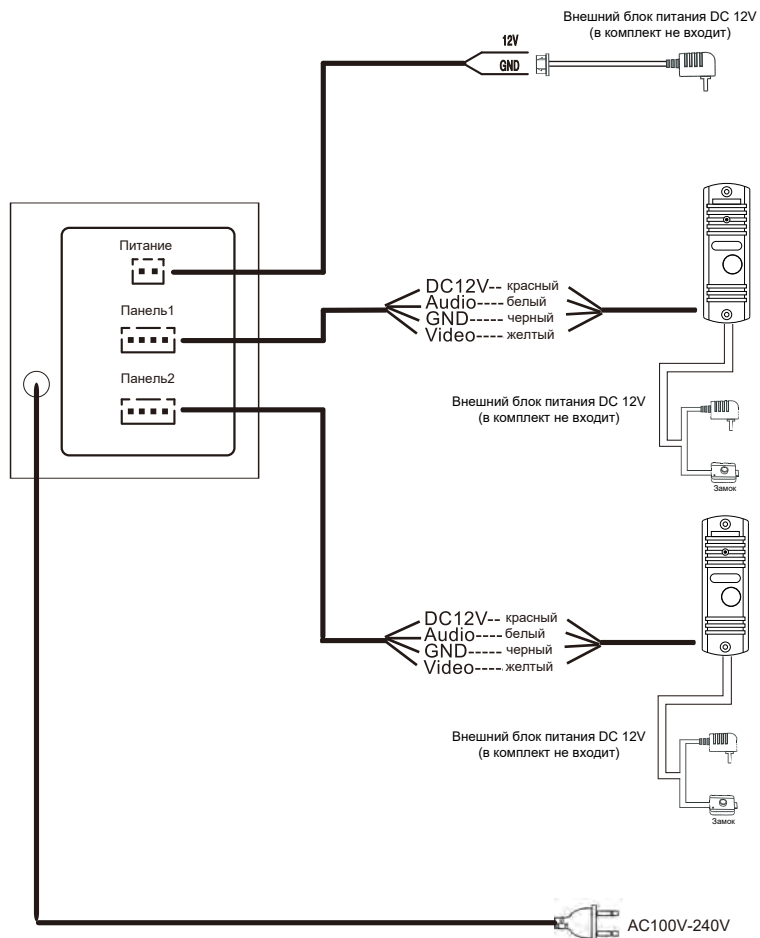 Внешний блок питания DC 12V
(в комплект не входит)
12V
GND
Питание
Панель1
Панель2
DC12V-- красный
Audio---- белый
GND----- черный
Video---- желтый
Внешний блок питания DC 12V
(в комплект не входит)
Замок
DC12V-- красный
Audio---- белый
GND----- черный
Video---- желтый
Внешний блок питания DC 12V
(в комплект не входит)
Замок
AC100V-240V